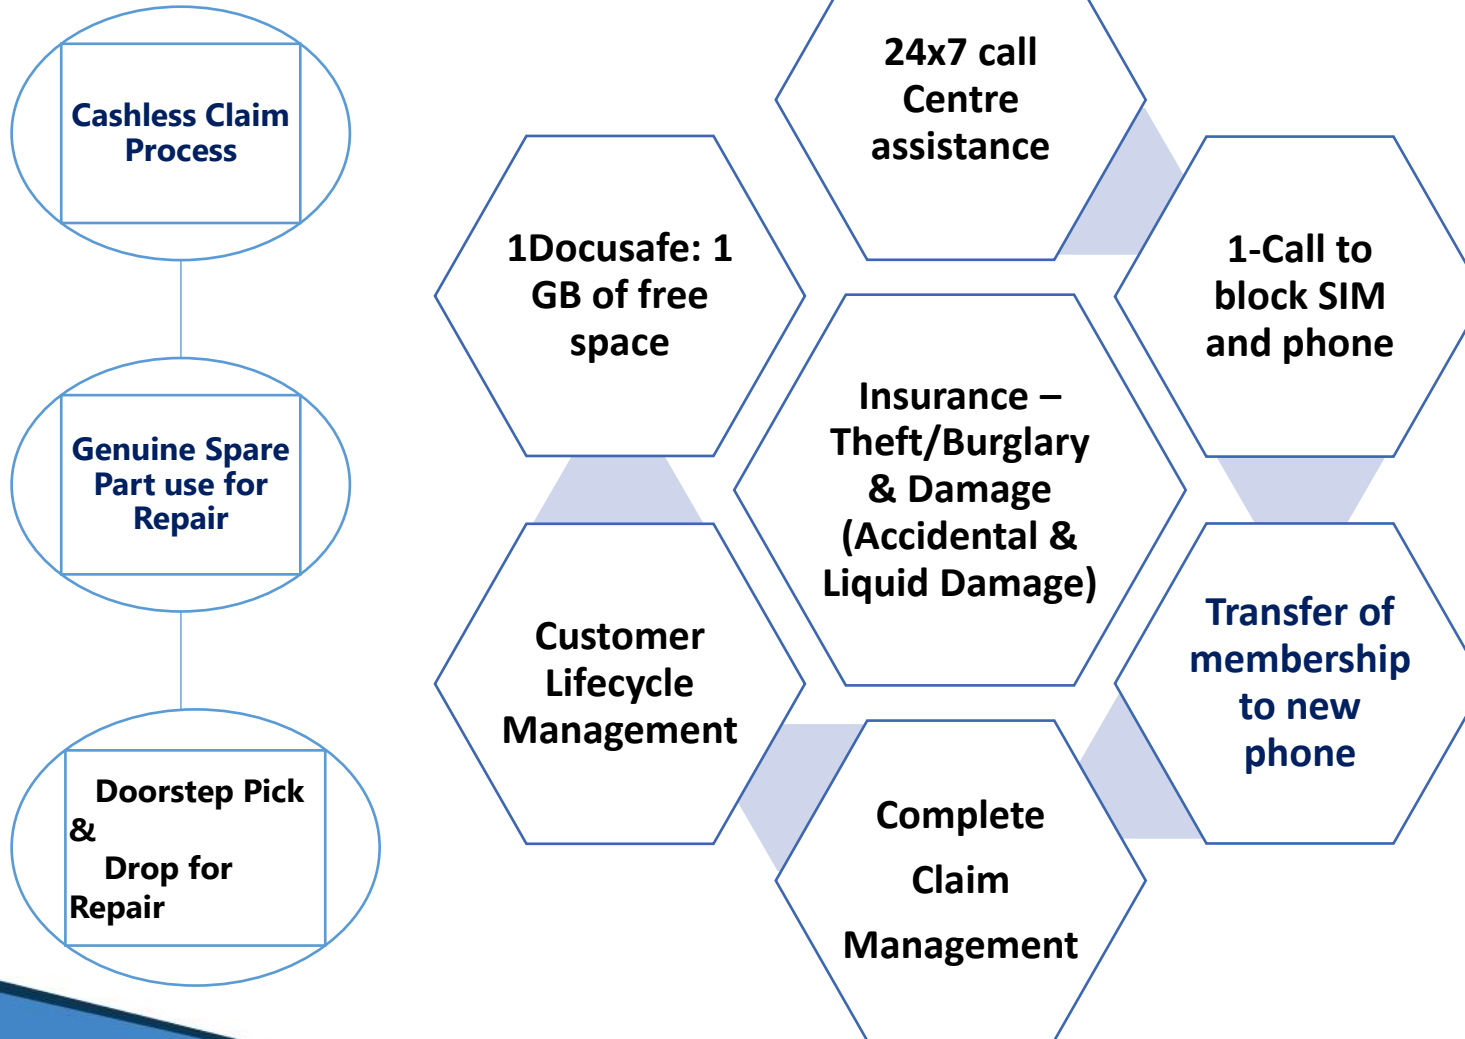 Cashless Claim
Process
Genuine Spare
Part use for
Repair
Doorstep Pick
&
Drop for
Repair
24x7 call
Centre
assistance
1Docusafe: 1
GB of free
space
1-Call to
block SIM
and phone
Insurance –
Theft/Burglary
& Damage
(Accidental &
Liquid Damage)
Customer
Lifecycle
Management
Transfer of
membership
to new
phone
Complete
Claim
Management